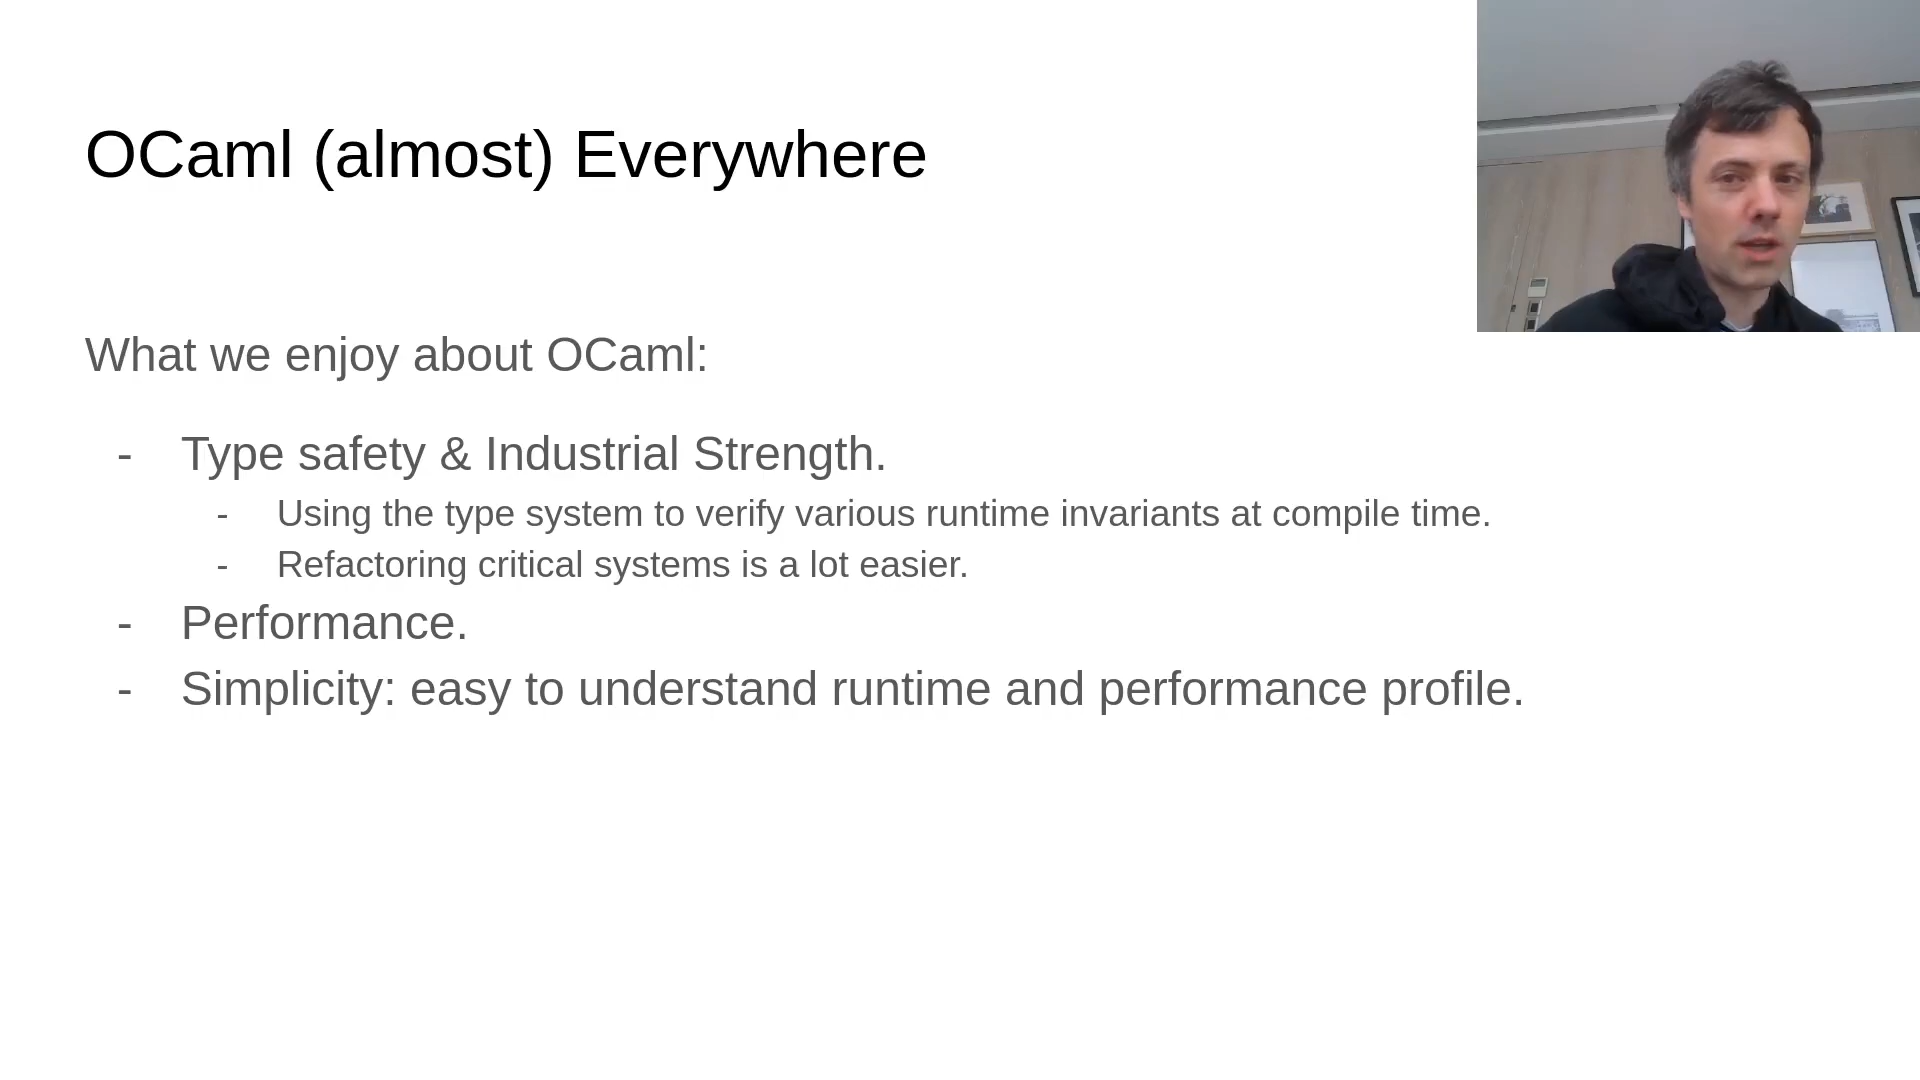 OCaml (almost) Everywhere
What we enjoy about OCaml:
- Type safety & Industrial Strength.
- Using the type system to verify various runtime invariants at compile time.
- Refactoring critical systems is a lot easier.
- Performance.
- Simplicity: easy to understand runtime and performance profile.